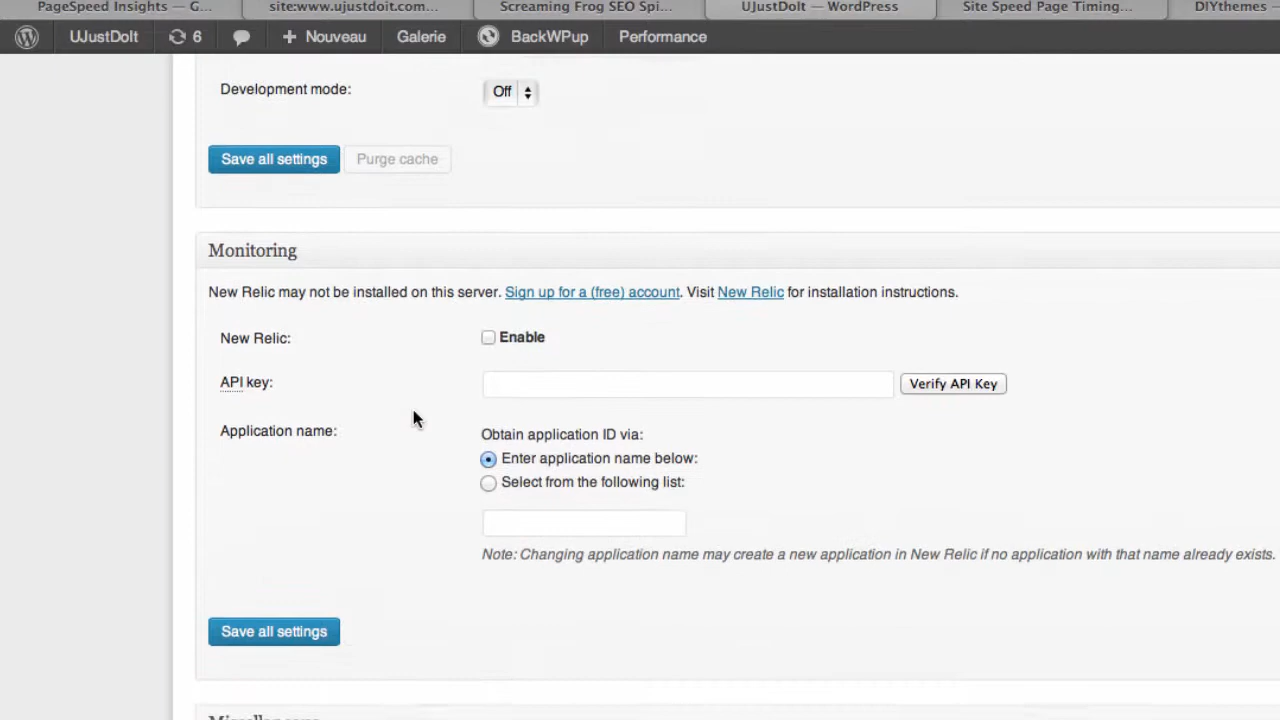 PageSpeed Insights — G... site:www.ujustdoit.com... Screaming Frog SEO Spi... UJustDoIt — WordPress Site Speed Page Timing... DIYthemes —
UJustDoIt 6 + Nouveau Galerie BackWPup Performance
Development mode: Off
Save all settings Purge cache
Monitoring
New Relic may not be installed on this server. Sign up for a (free) account. Visit New Relic for installation instructions.
New Relic: Enable
API key: Verify API Key
Application name: Obtain application ID via:
Enter application name below:
Select from the following list:
Note: Changing application name may create a new application in New Relic if no application with that name already exists.
Save all settings
Miscellaneous